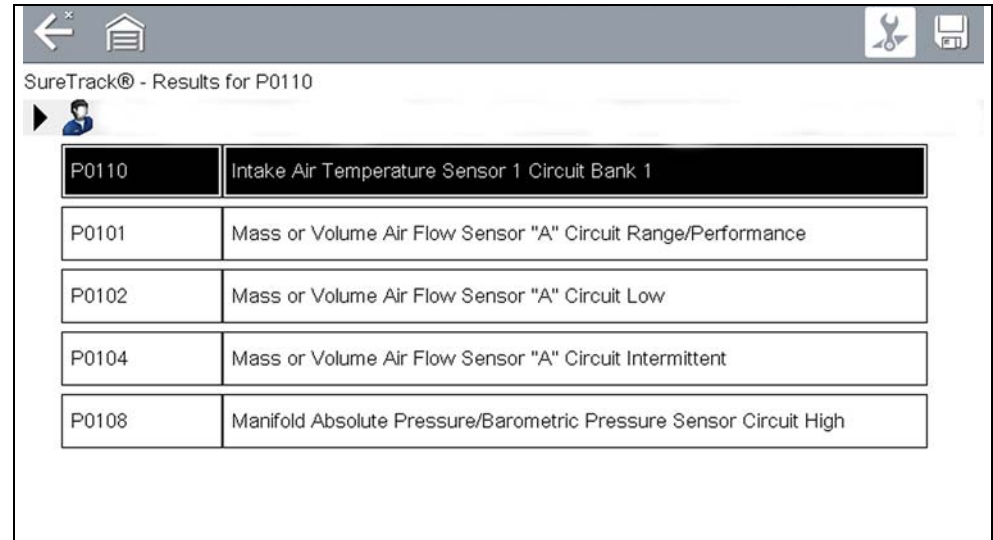 SureTrack® - Results for P0110
P0110 Intake Air Temperature Sensor 1 Circuit Bank 1
P0101 Mass or Volume Air Flow Sensor "A" Circuit Range/Performance
P0102 Mass or Volume Air Flow Sensor "A" Circuit Low
P0104 Mass or Volume Air Flow Sensor "A" Circuit Intermittent
P0108 Manifold Absolute Pressure/Barometric Pressure Sensor Circuit High